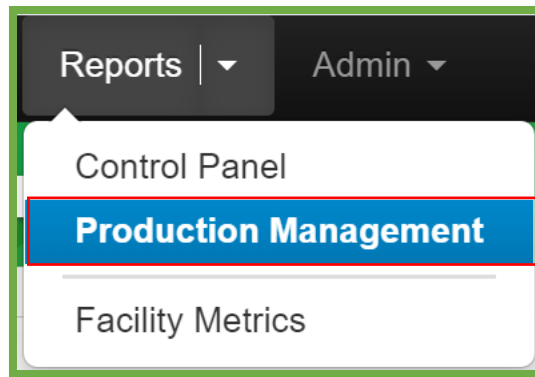 Reports Admin
Control Panel
Production Management
Facility Metrics